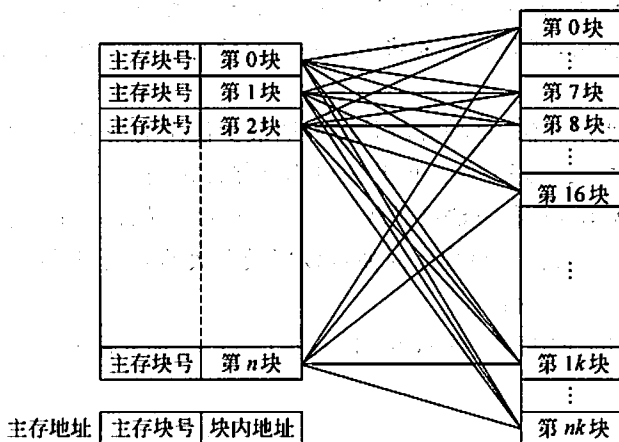 主存块号 第0块
主存块号 第1块
主存块号 第2块
主存块号 第n块
主存地址 主存块号 块内地址
第0块
⋮
第7块
第8块
⋮
第16块
⋮
第1k块
⋮
第nk块